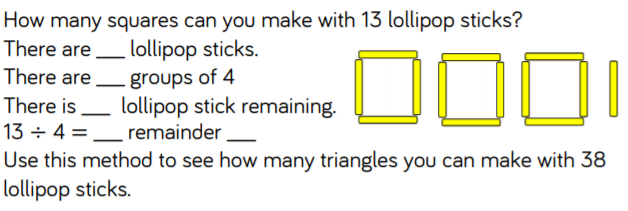 How many squares can you make with 13 lollipop sticks?
There are ___ lollipop sticks.
There are ___ groups of 4
There is ___ lollipop stick remaining.
13 ÷ 4 = ___ remainder ___
Use this method to see how many triangles you can make with 38
lollipop sticks.